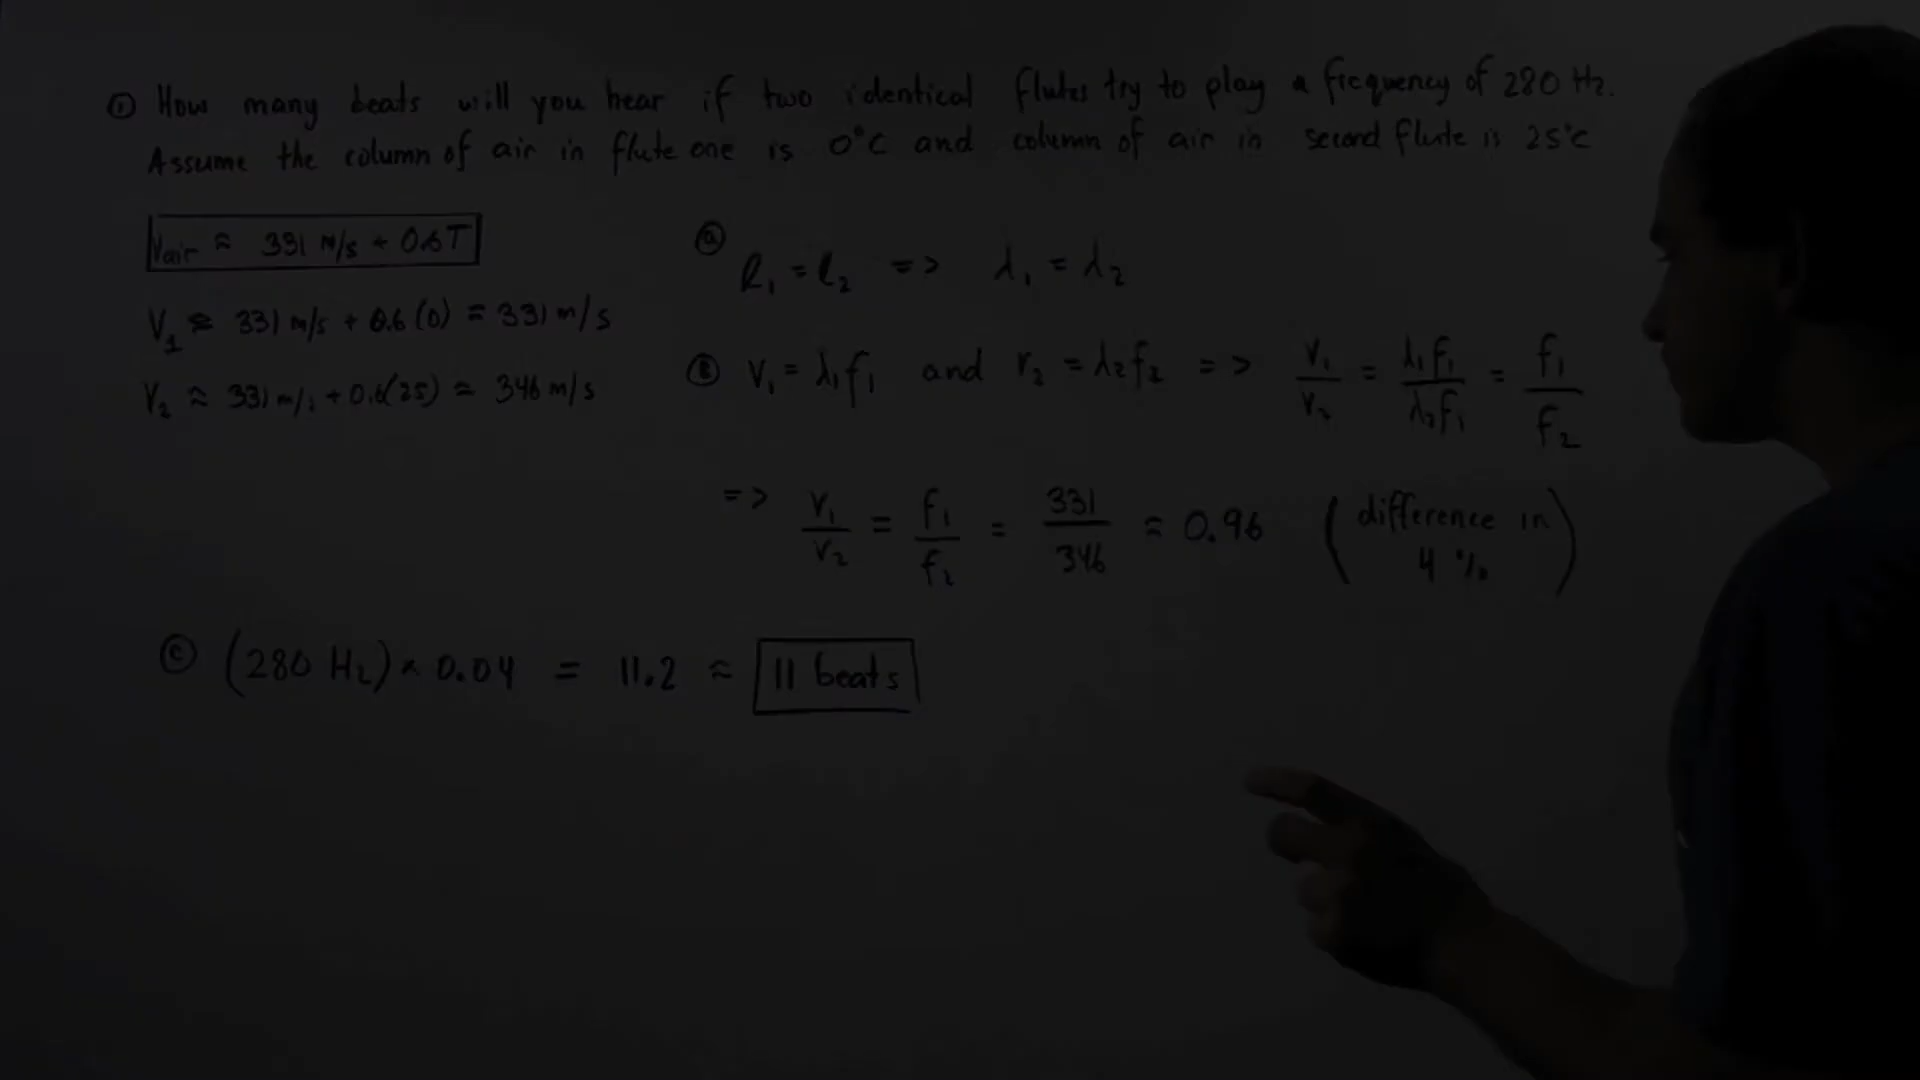 ① How many beats will you hear if two identical flutes try to play a frequency of 280 Hz.
Assume the column of air in flute one is 0°C and column of air in second flute is 25°C
Vair ≈ 331 m/s + 0.6T
V₁ ≈ 331 m/s + 0.6(0) = 331 m/s
V₂ ≈ 331 m/s + 0.6(25) ≈ 346 m/s
ⓐ ℓ₁ = ℓ₂ => λ₁ = λ₂
Ⓑ V₁ = λ₁f₁ and V₂ = λ₂f₂ => V₁/V₂ = λ₁f₁/λ₂f₁ = f₁/f₂
=> V₁/V₂ = f₁/f₂ = 331/346 ≈ 0.96 (difference in 4%)
ⓒ (280 Hz) × 0.04 = 11.2 ≈ 11 beats